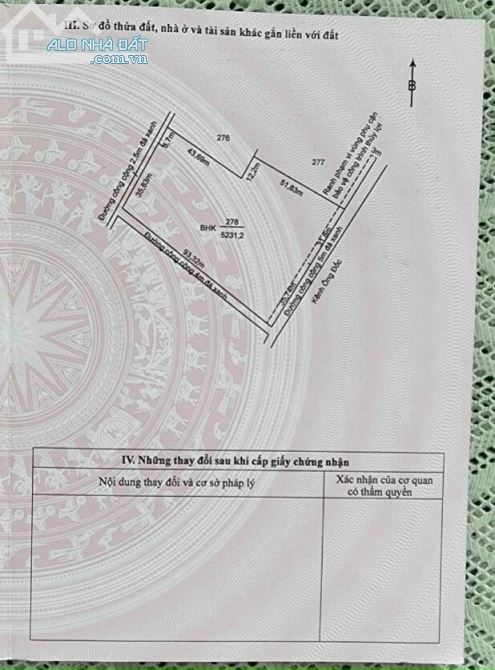 III. Sơ đồ thửa đất, nhà ở và tài sản khác gắn liền với đất
ALO NHÀ ĐẤT
.com.vn
B
276
277
Đường công cộng 2,5m đá xanh
8,7m
35,83m
43,69m
12,2m
51,83m
Ranh phạm vi vùng phụ cận
bảo vệ công trình thủy lợi
BHK
278
5231,2
93,32m
Đường công cộng 4m đá xanh
Đường công cộng 5m đá xanh
Kênh Ông Đốc
IV. Những thay đổi sau khi cấp giấy chứng nhận
Nội dung thay đổi và cơ sở pháp lý
Xác nhận của cơ quan
có thẩm quyền